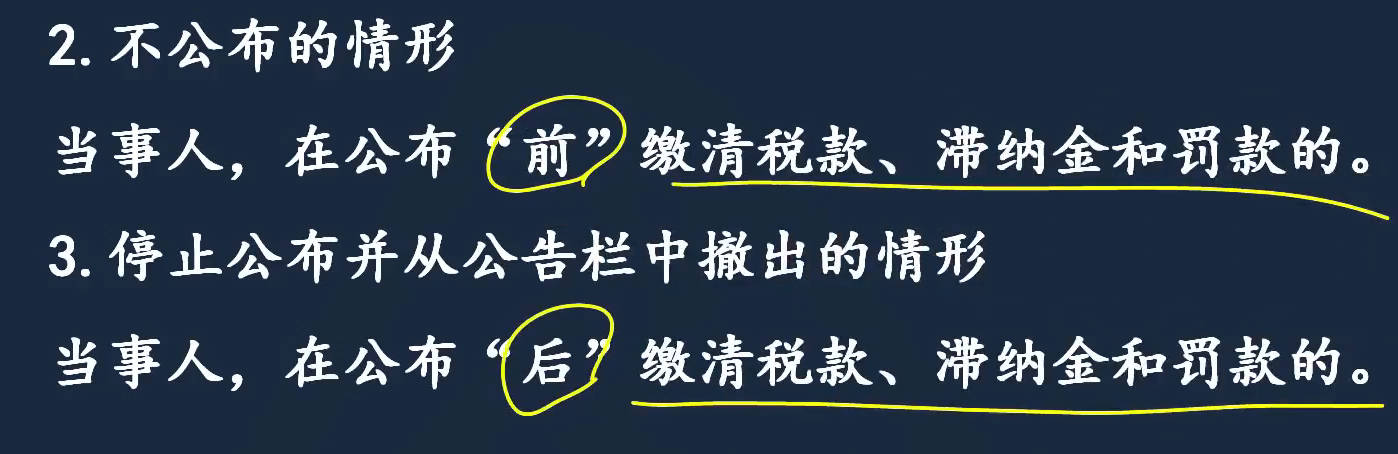 2. 不公布的情形
当事人，在公布“前”缴清税款、滞纳金和罚款的。
3. 停止公布并从公告栏中撤出的情形
当事人，在公布“后”缴清税款、滞纳金和罚款的。